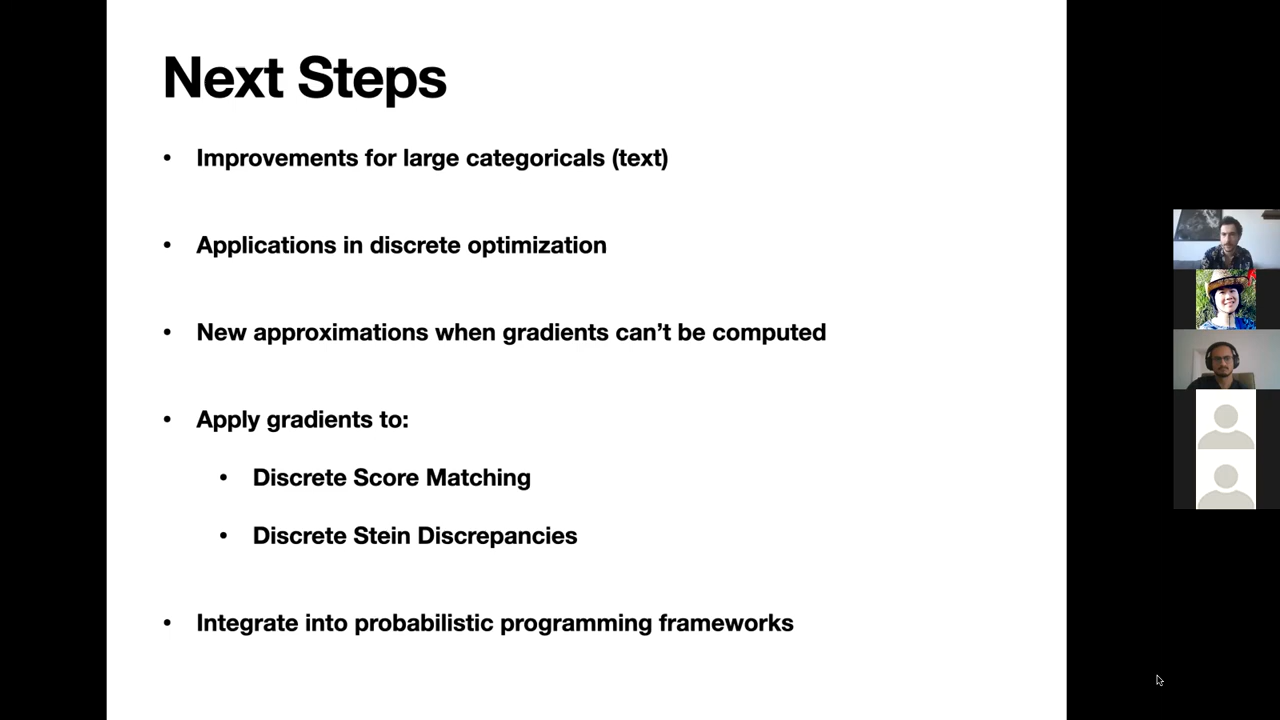 Next Steps
• Improvements for large categoricals (text)
• Applications in discrete optimization
• New approximations when gradients can’t be computed
• Apply gradients to:
• Discrete Score Matching
• Discrete Stein Discrepancies
• Integrate into probabilistic programming frameworks